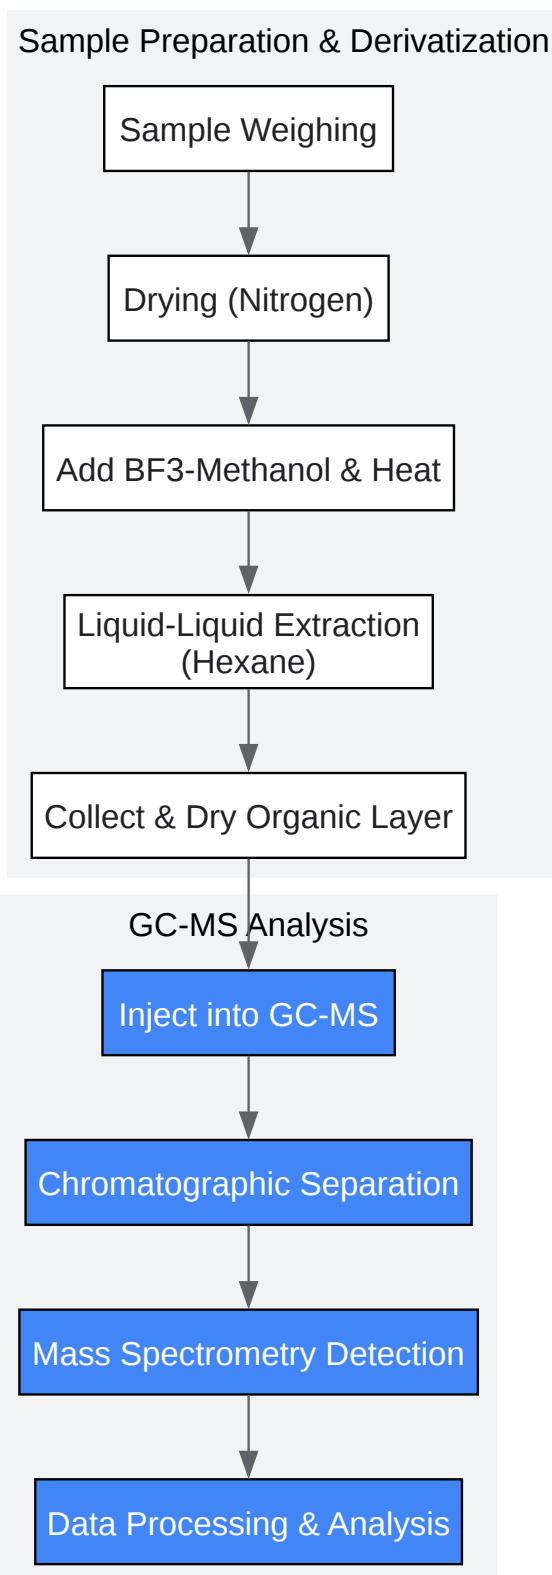 Sample Preparation & Derivatization
Sample Weighing
Drying (Nitrogen)
Add BF3-Methanol & Heat
Liquid-Liquid Extraction
(Hexane)
Collect & Dry Organic Layer
GC-MS Analysis
Inject into GC-MS
Chromatographic Separation
Mass Spectrometry Detection
Data Processing & Analysis